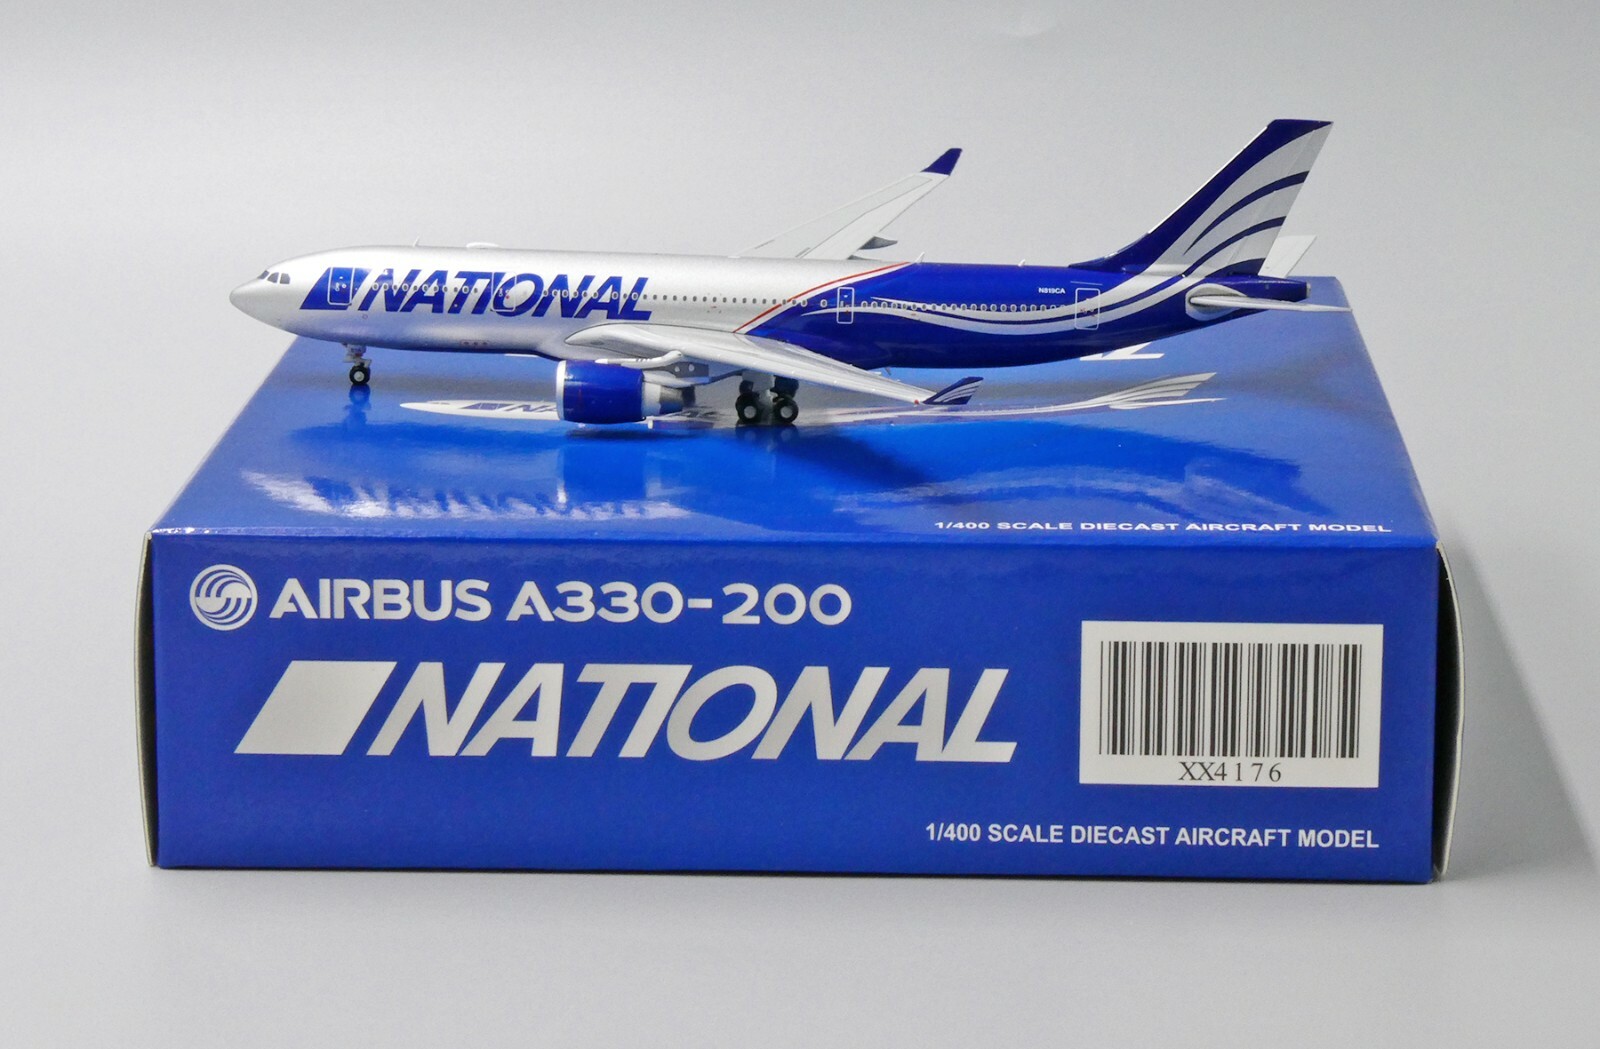 NATIONAL
N819CA
1/400 SCALE DIECAST AIRCRAFT MODEL
AIRBUS A330-200
NATIONAL
XX4176
1/400 SCALE DIECAST AIRCRAFT MODEL